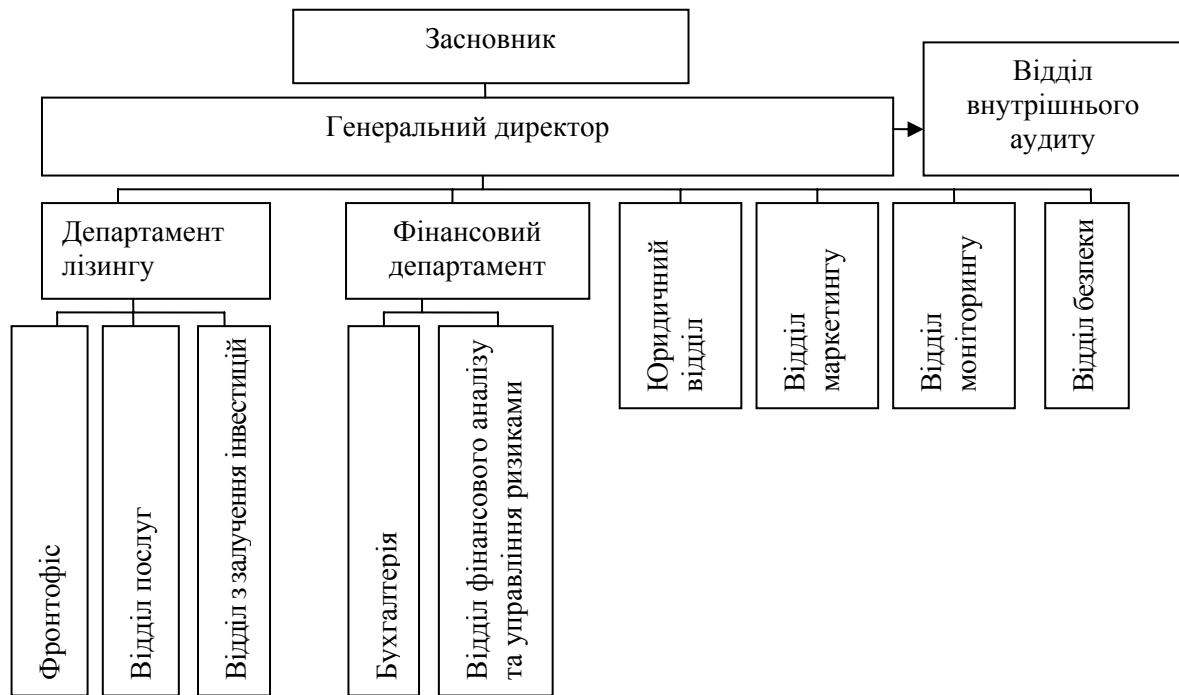 Засновник
Відділ
внутрішнього
аудиту
Генеральний директор
Департамент
лізингу
Фінансовий
департамент
Юридичний
відділ
Відділ
маркетингу
Відділ
моніторингу
Відділ безпеки
Фронтофіс
Відділ послуг
Відділ з залучення інвестицій
Бухгалтерія
Відділ фінансового аналізу
та управління ризиками